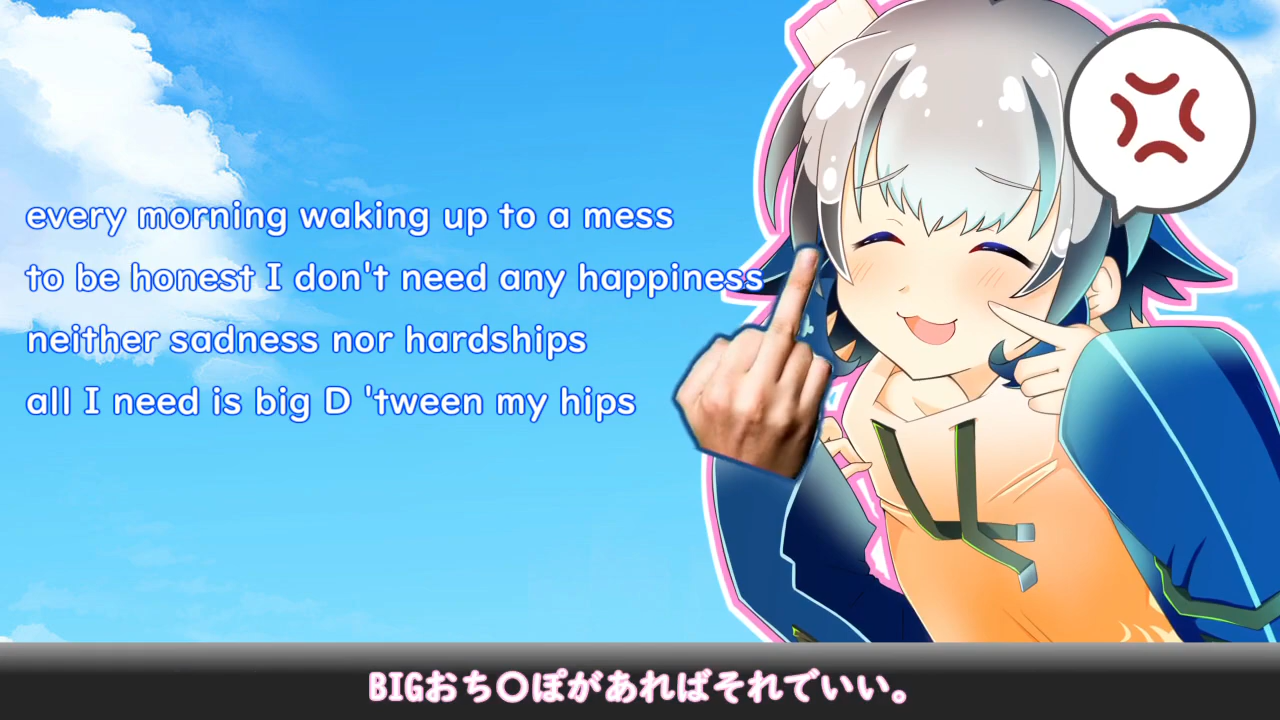 every morning waking up to a mess
to be honest I don't need any happiness
neither sadness nor hardships
all I need is big D 'tween my hips
BIGおち〇ぽがあればそれでいい。